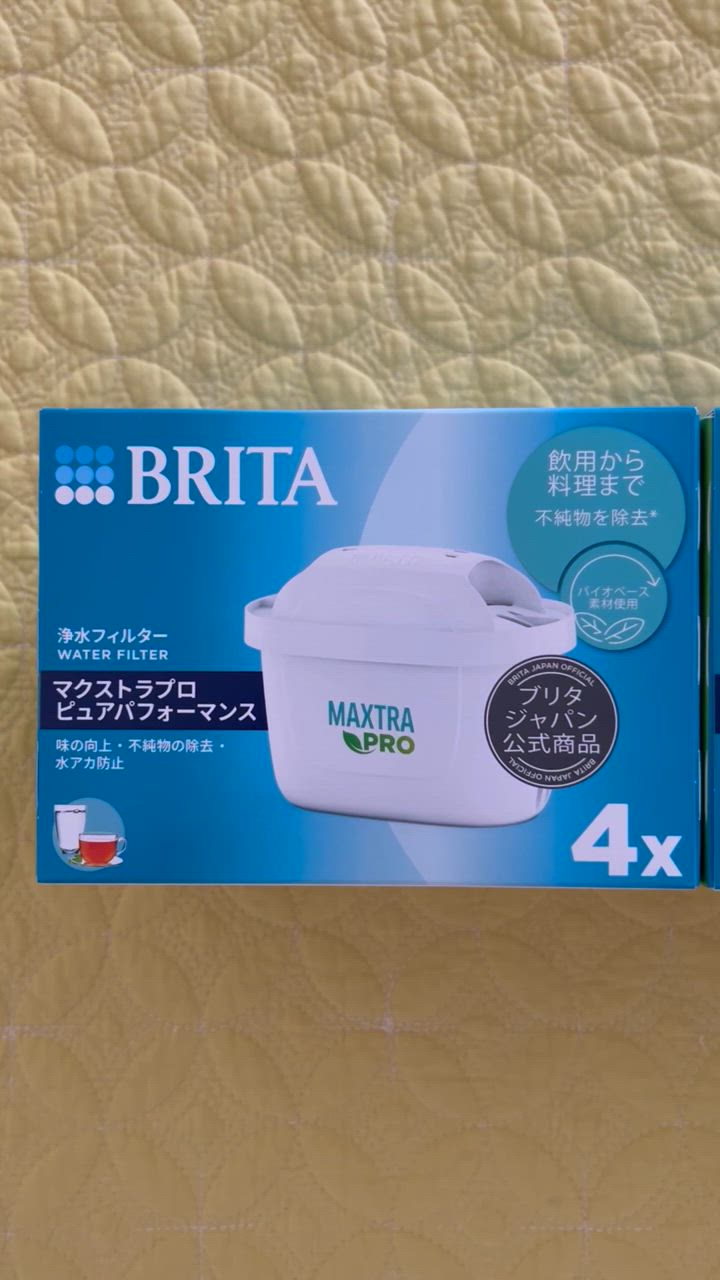 BRITA
飲用から
料理まで
不純物を除去*
バイオベース
素材使用
浄水フィルター
WATER FILTER
マクストラプロ
ピュアパフォーマンス
味の向上・不純物の除去・
水アカ防止
MAXTRA
PRO
BRITA JAPAN OFFICIAL
ブリタ
ジャパン
公式商品
BRITA JAPAN OFFICIAL
4x